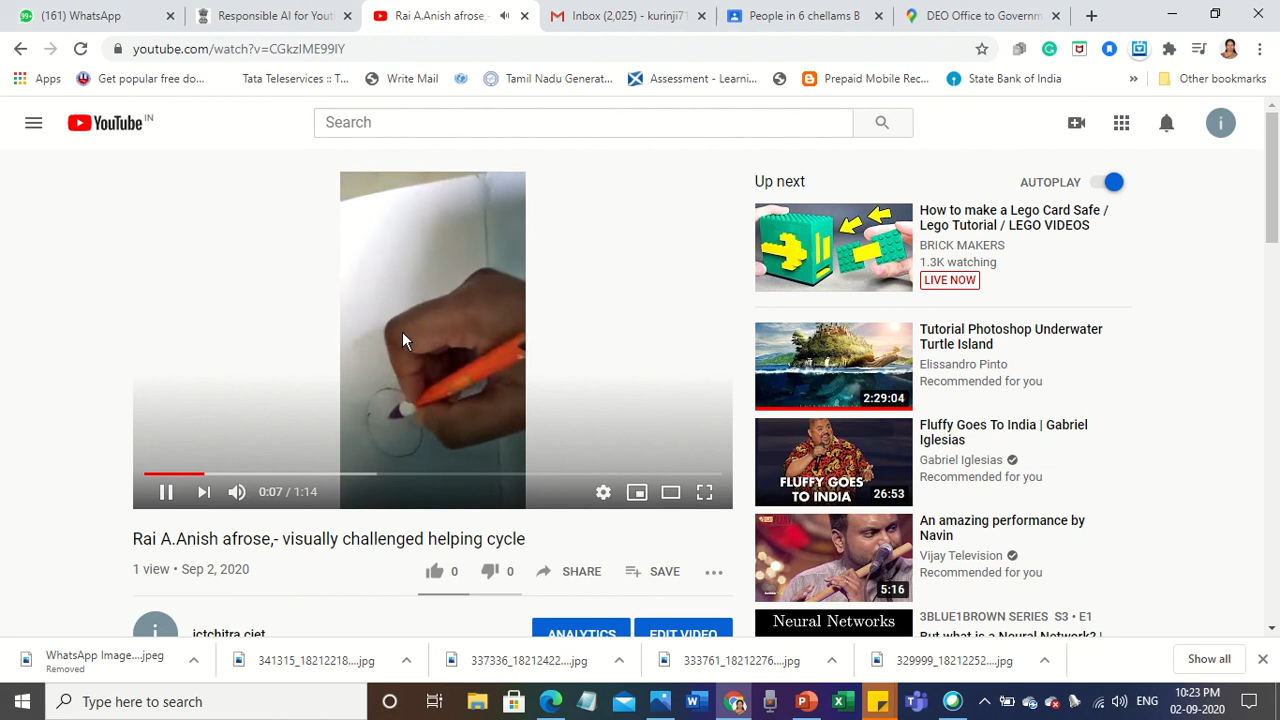 (161) WhatsApp
Responsible AI for Yout
Rai A.Anish afrose,-
Inbox (2,025) - kurinji71
People in 6 chellams B
DEO Office to Governm
youtube.com/watch?v=CGkzIME99IY
Apps
Get popular free do...
Tata Teleservices :: T...
Write Mail
Tamil Nadu Generat...
Assessment - Learni...
Prepaid Mobile Rec...
State Bank of India
Other bookmarks
YouTube IN
Search
i
Up next
AUTOPLAY
How to make a Lego Card Safe /
Lego Tutorial / LEGO VIDEOS
BRICK MAKERS
1.3K watching
LIVE NOW
Tutorial Photoshop Underwater
Turtle Island
Elissandro Pinto
Recommended for you
2:29:04
Fluffy Goes To India | Gabriel
Iglesias
Gabriel Iglesias
Recommended for you
FLUFFY GOES
TO INDIA
26:53
An amazing performance by
Navin
Vijay Television
Recommended for you
5:16
3BLUE1BROWN SERIES S3 • E1
But what is a Neural Network? |
Neural Networks
0:07 / 1:14
Rai A.Anish afrose,- visually challenged helping cycle
1 view • Sep 2, 2020
0
0
SHARE
SAVE
ictchitra ciet
ANALYTICS
EDIT VIDEO
WhatsApp Image....jpeg
Removed
341315_18212218....jpg
337336_18212422....jpg
333761_18212276....jpg
329999_18212252....jpg
Show all
Type here to search
ENG
10:23 PM
02-09-2020